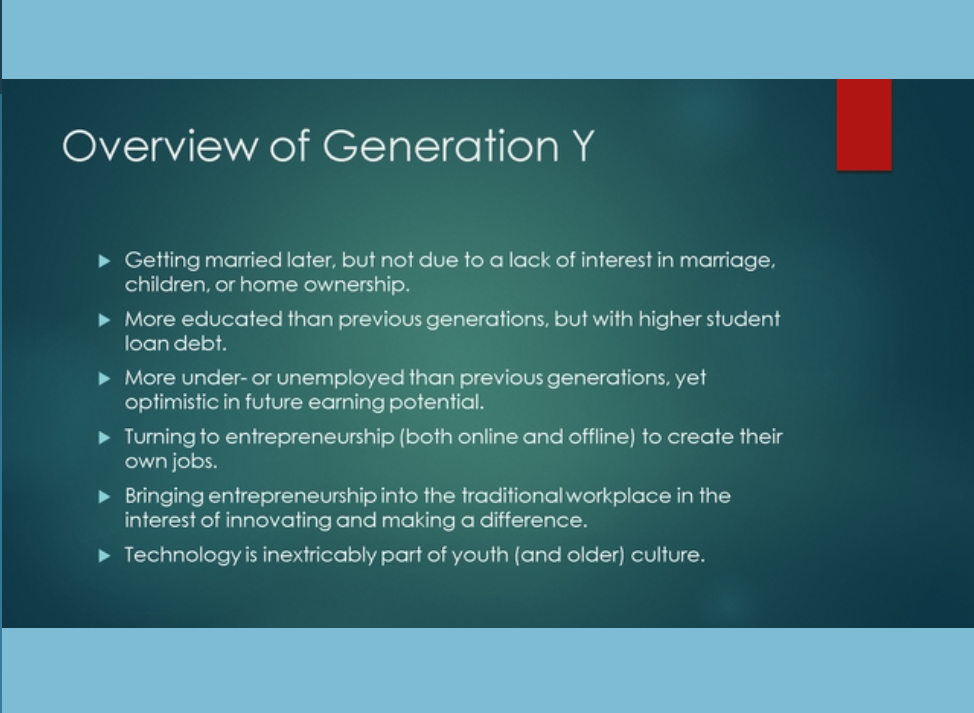 Overview of Generation Y
Getting married later, but not due to a lack of interest in marriage,
children, or home ownership.
More educated than previous generations, but with higher student
loan debt.
More under- or unemployed than previous generations, yet
optimistic in future earning potential.
Turning to entrepreneurship (both online and offline) to create their
own jobs.
Bringing entrepreneurship into the traditional workplace in the
interest of innovating and making a difference.
Technology is inextricably part of youth (and older) culture.